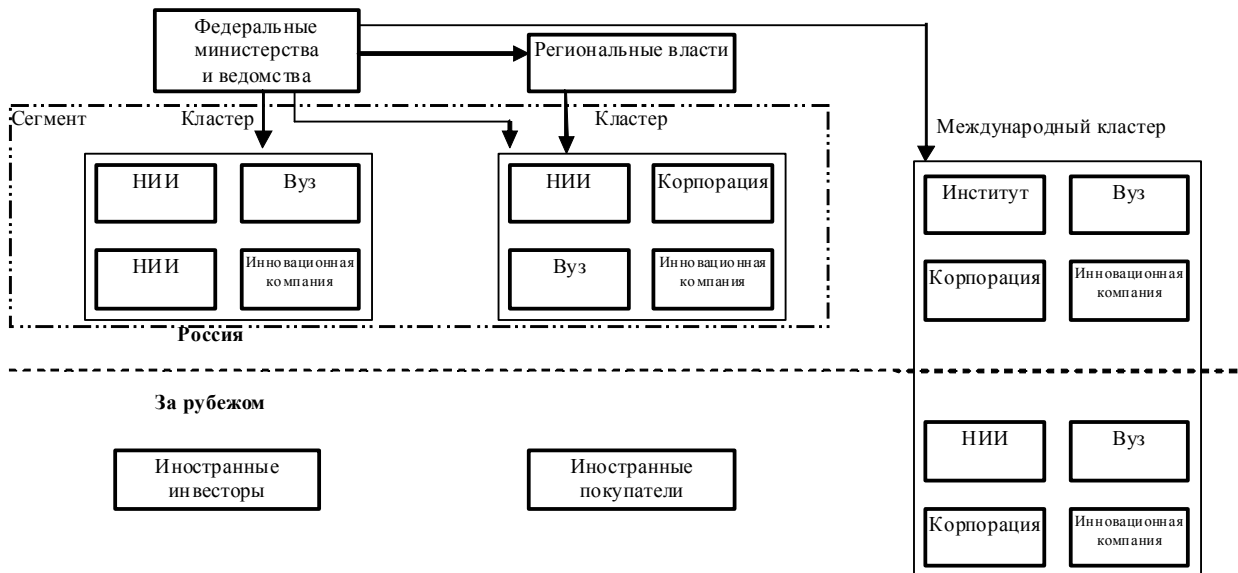 Федеральные
министерства
и ведомства
Региональные власти
Сегмент
Кластер
Кластер
Международный кластер
НИИ
Вуз
НИИ
Корпорация
Институт
Вуз
НИИ
Инновационная
компания
Вуз
Инновационная
компания
Корпорация
Инновационная
компания
Россия
За рубежом
Иностранные
инвесторы
Иностранные
покупатели
НИИ
Вуз
Корпорация
Инновационная
компания